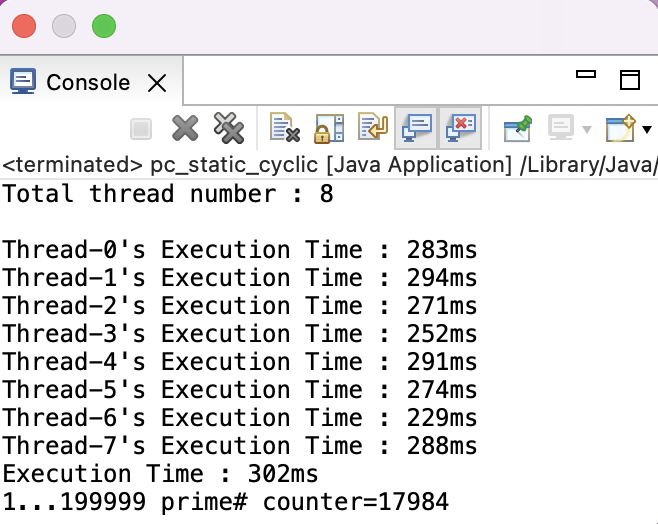 Console
<terminated> pc_static_cyclic [Java Application] /Library/Java/
Total thread number : 8
Thread-0's Execution Time : 283ms
Thread-1's Execution Time : 294ms
Thread-2's Execution Time : 271ms
Thread-3's Execution Time : 252ms
Thread-4's Execution Time : 291ms
Thread-5's Execution Time : 274ms
Thread-6's Execution Time : 229ms
Thread-7's Execution Time : 288ms
Execution Time : 302ms
1...199999 prime# counter=17984